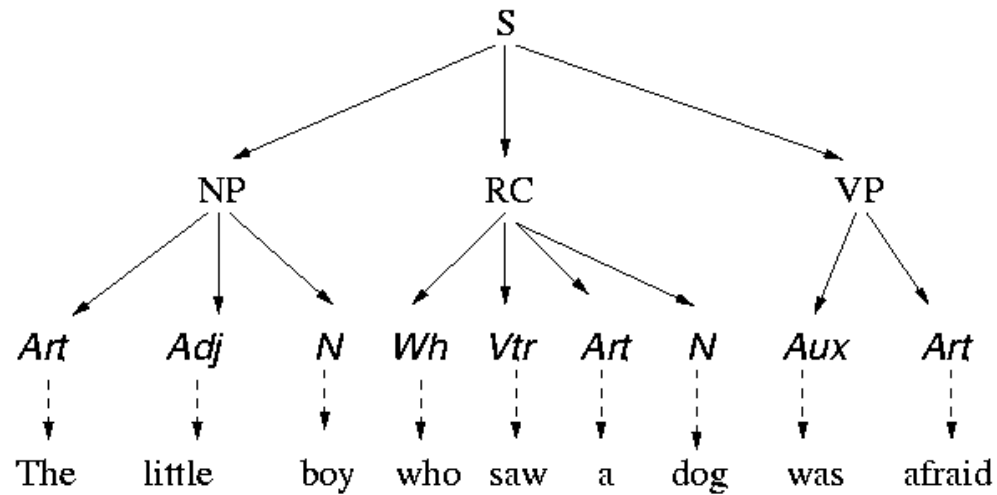 S
NP RC VP
Art Adj N Wh Vtr Art N Aux Art
The little boy who saw a dog was afraid